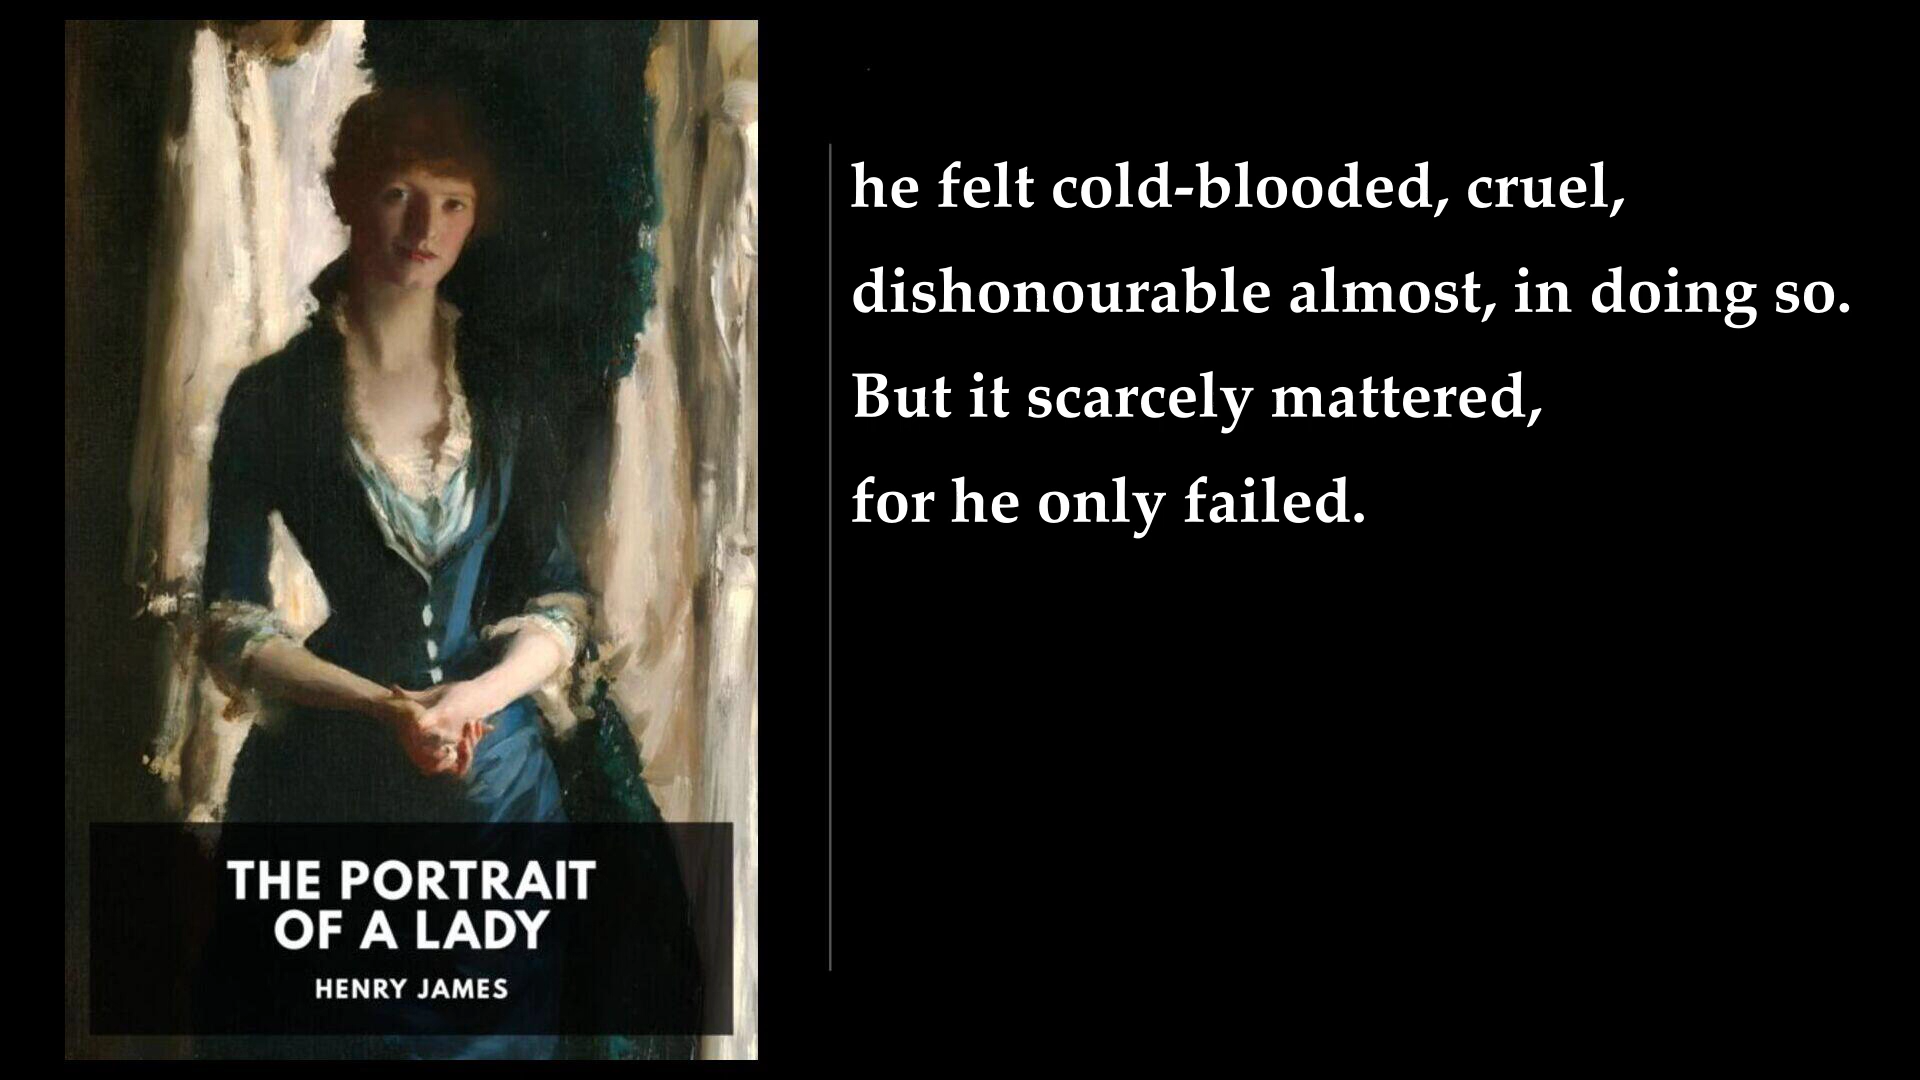 he felt cold-blooded, cruel,
dishonourable almost, in doing so.
But it scarcely mattered,
for he only failed.
THE PORTRAIT
OF A LADY
HENRY JAMES